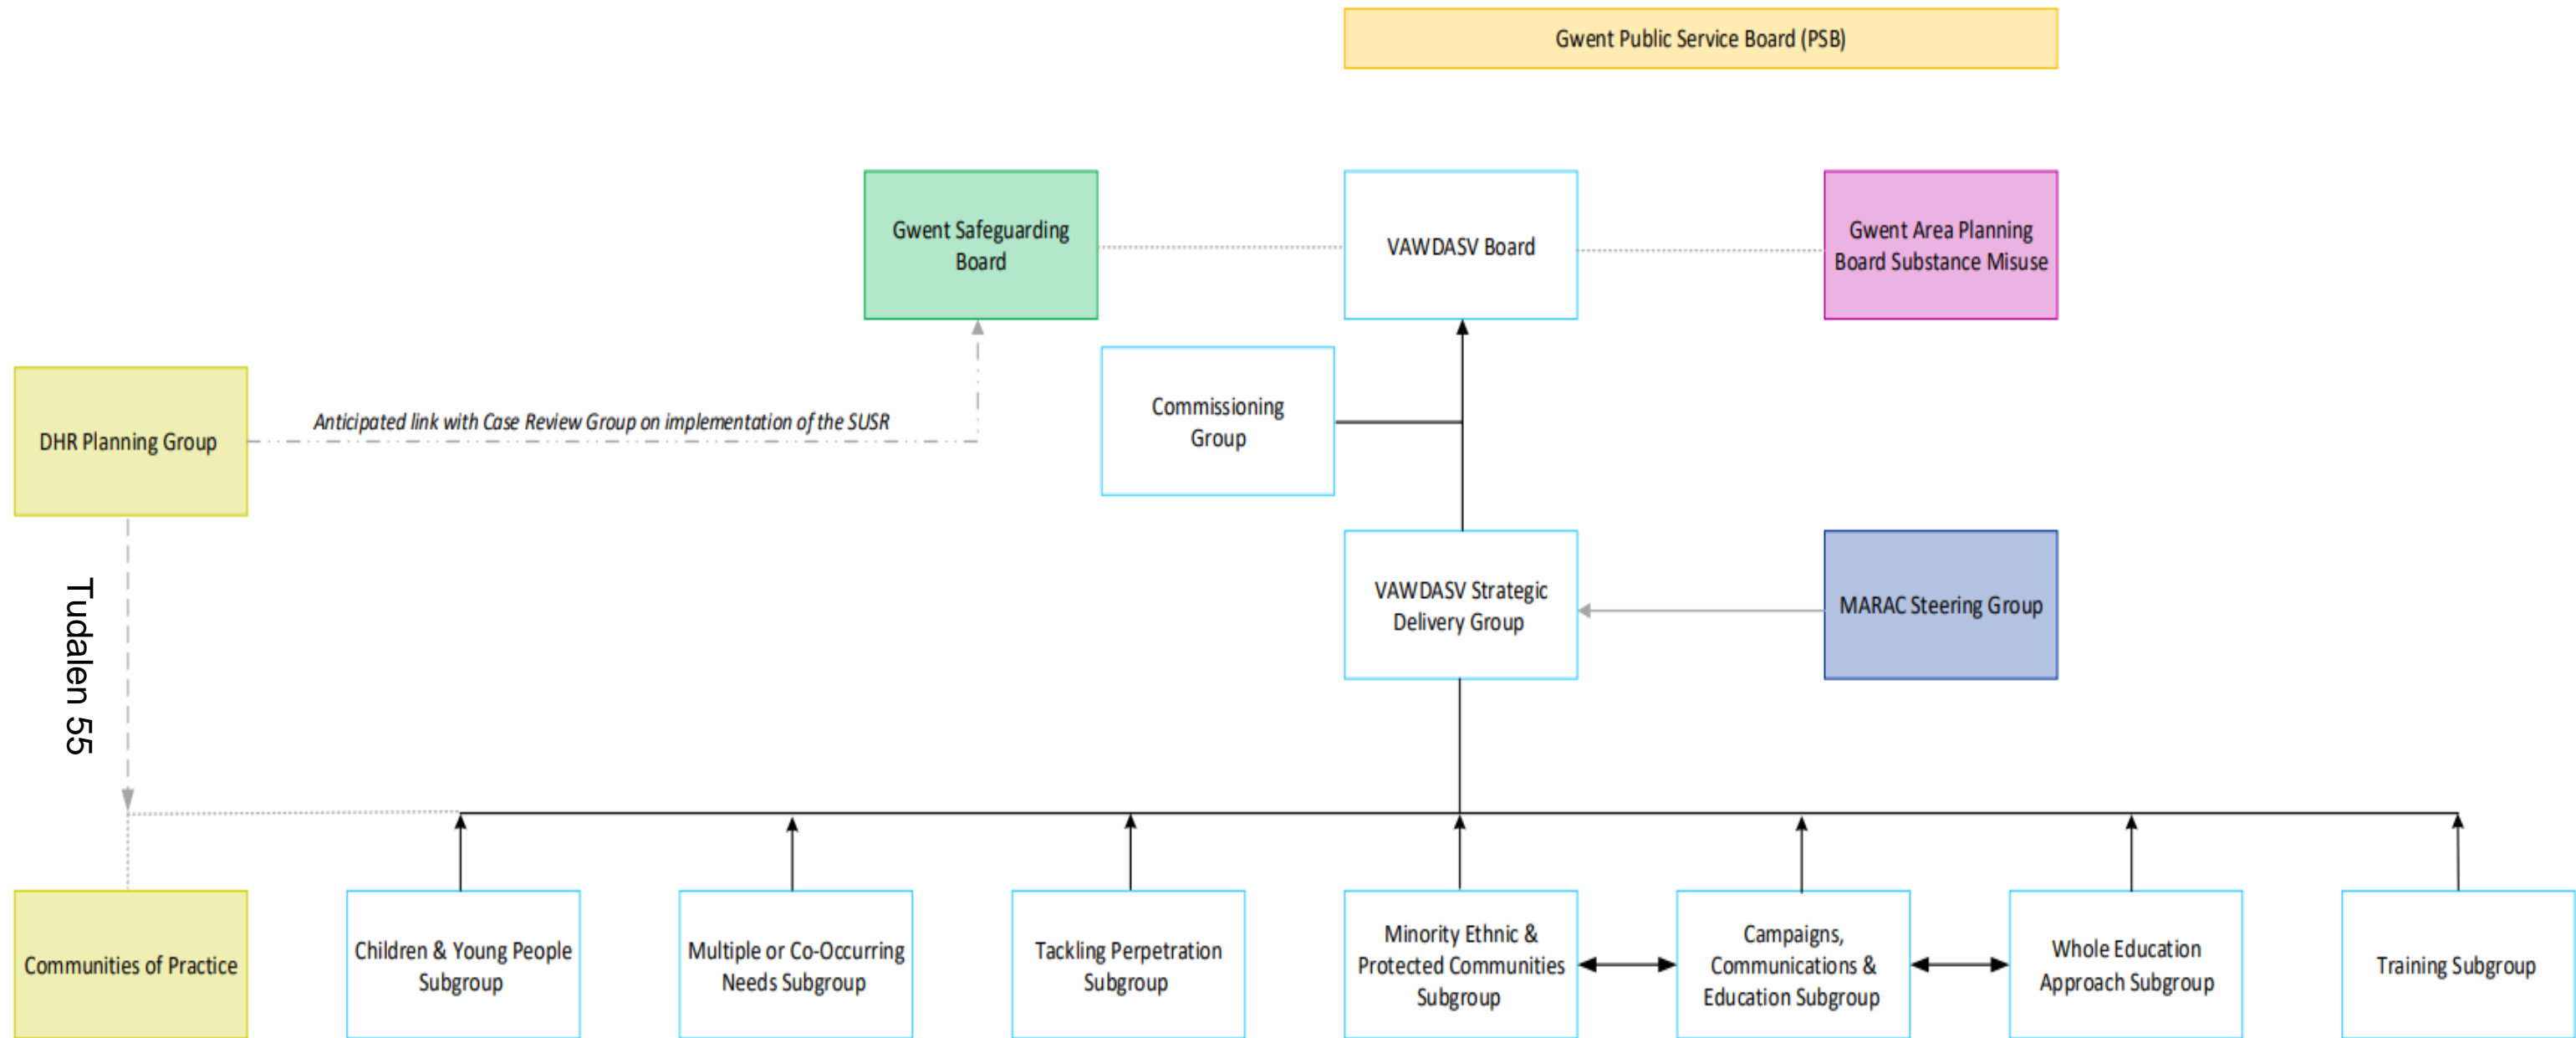 Gwent Public Service Board (PSB)
Gwent Safeguarding
Board
VAWDASV Board
Gwent Area Planning
Board Substance Misuse
Commissioning
Group
DHR Planning Group
Anticipated link with Case Review Group on implementation of the SUSR
VAWDASV Strategic
Delivery Group
MARAC Steering Group
Tudalen 55
Communities of Practice
Children & Young People
Subgroup
Multiple or Co-Occurring
Needs Subgroup
Tackling Perpetration
Subgroup
Minority Ethnic &
Protected Communities
Subgroup
Campaigns,
Communications &
Education Subgroup
Whole Education
Approach Subgroup
Training Subgroup